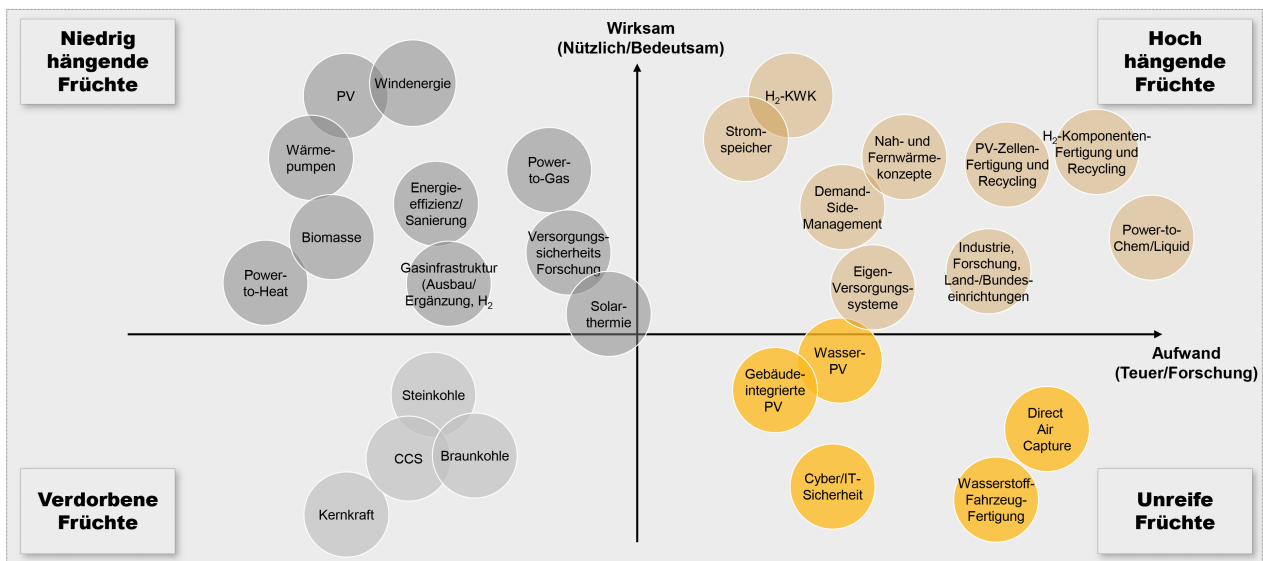 Niedrig
hängende
Früchte
Wirksam
(Nützlich/Bedeutsam)
Hoch
hängende
Früchte
PV
Windenergie
Wärme-
pumpen
Biomasse
Power-
to-Heat
Energie-
effizienz/
Sanierung
Gasinfrastruktur
(Ausbau/
Ergänzung, H₂
Power-
to-Gas
Versorgungs-
sicherheits
Forschung
Solar-
thermie
H₂-KWK
Strom-
speicher
Nah- und
Fernwärme-
konzepte
Demand-
Side-
Management
Eigen-
Versorgungs-
systeme
PV-Zellen-
Fertigung und
Recycling
H₂-Komponenten-
Fertigung und
Recycling
Industrie,
Forschung,
Land-/Bundes-
einrichtungen
Power-to-
Chem/Liquid
Aufwand
(Teuer/Forschung)
Steinkohle
CCS
Braunkohle
Kernkraft
Wasser-
PV
Gebäude-
integrierte
PV
Cyber/IT-
Sicherheit
Direct
Air
Capture
Wasserstoff-
Fahrzeug-
Fertigung
Verdorbene
Früchte
Unreife
Früchte